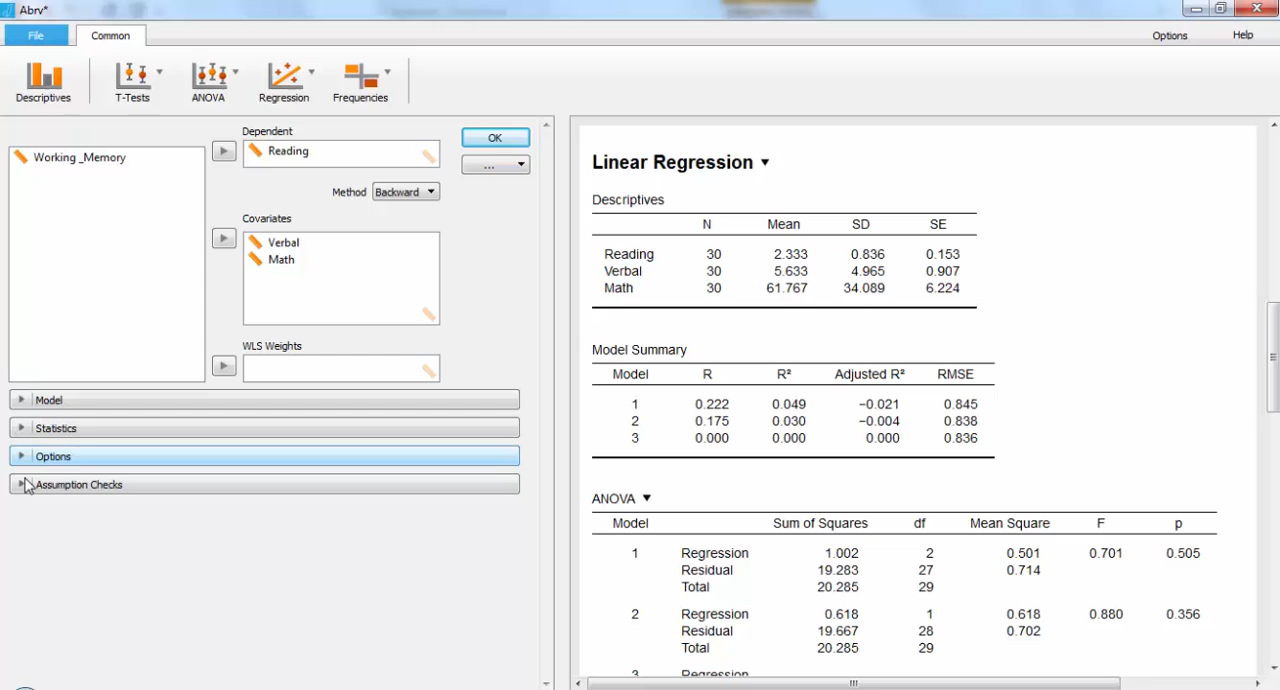 Abrv*
File Common Options Help
Descriptives T-Tests ANOVA Regression Frequencies
Working _Memory
Dependent
Reading
OK
...
Method Backward
Covariates
Verbal
Math
WLS Weights
Model
Statistics
Options
Assumption Checks
Linear Regression
Descriptives
N Mean SD SE
Reading 30 2.333 0.836 0.153
Verbal 30 5.633 4.965 0.907
Math 30 61.767 34.089 6.224
Model Summary
Model R R² Adjusted R² RMSE
1 0.222 0.049 −0.021 0.845
2 0.175 0.030 −0.004 0.838
3 0.000 0.000 0.000 0.836
ANOVA
Model Sum of Squares df Mean Square F p
1 Regression 1.002 2 0.501 0.701 0.505
Residual 19.283 27 0.714
Total 20.285 29
2 Regression 0.618 1 0.618 0.880 0.356
Residual 19.667 28 0.702
Total 20.285 29
3 Regression